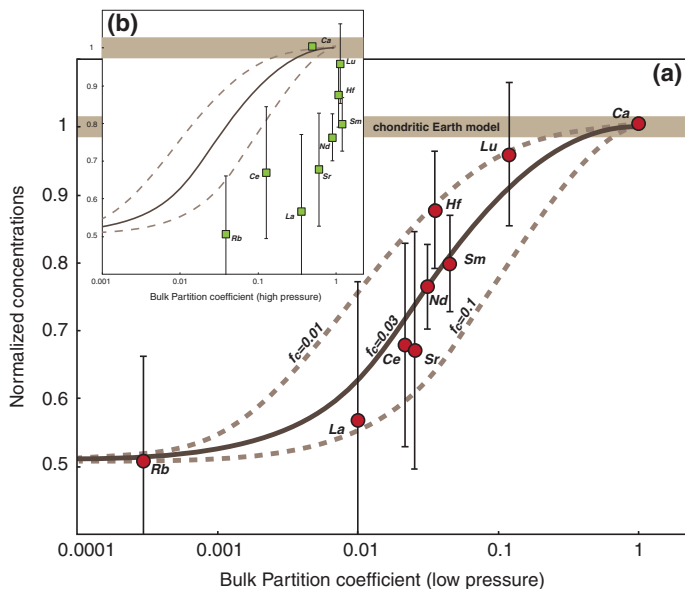 (b)
1
0.9
0.8
0.7
0.6
0.5
Ca
Lu
Hf
Sm
Nd
Sr
Ce
La
Rb
0.001
0.01
0.1
1
Bulk Partition coefficient (high pressure)
(a)
chondritic Earth model
Ca
Lu
Hf
Sm
Nd
Ce
Sr
La
Rb
fc=0.01
fc=0.03
fc=0.1
Normalized concentrations
1
0.9
0.8
0.7
0.6
0.5
0.0001
0.001
0.01
0.1
1
Bulk Partition coefficient (low pressure)